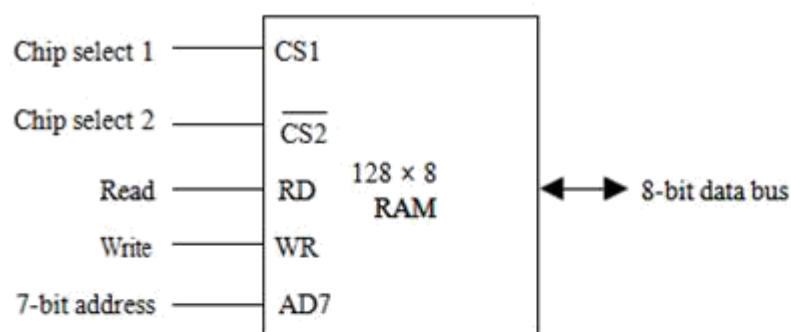 Chip select 1 CS1
Chip select 2 CS2
Read RD 128 × 8 8-bit data bus
RAM
Write WR
7-bit address AD7